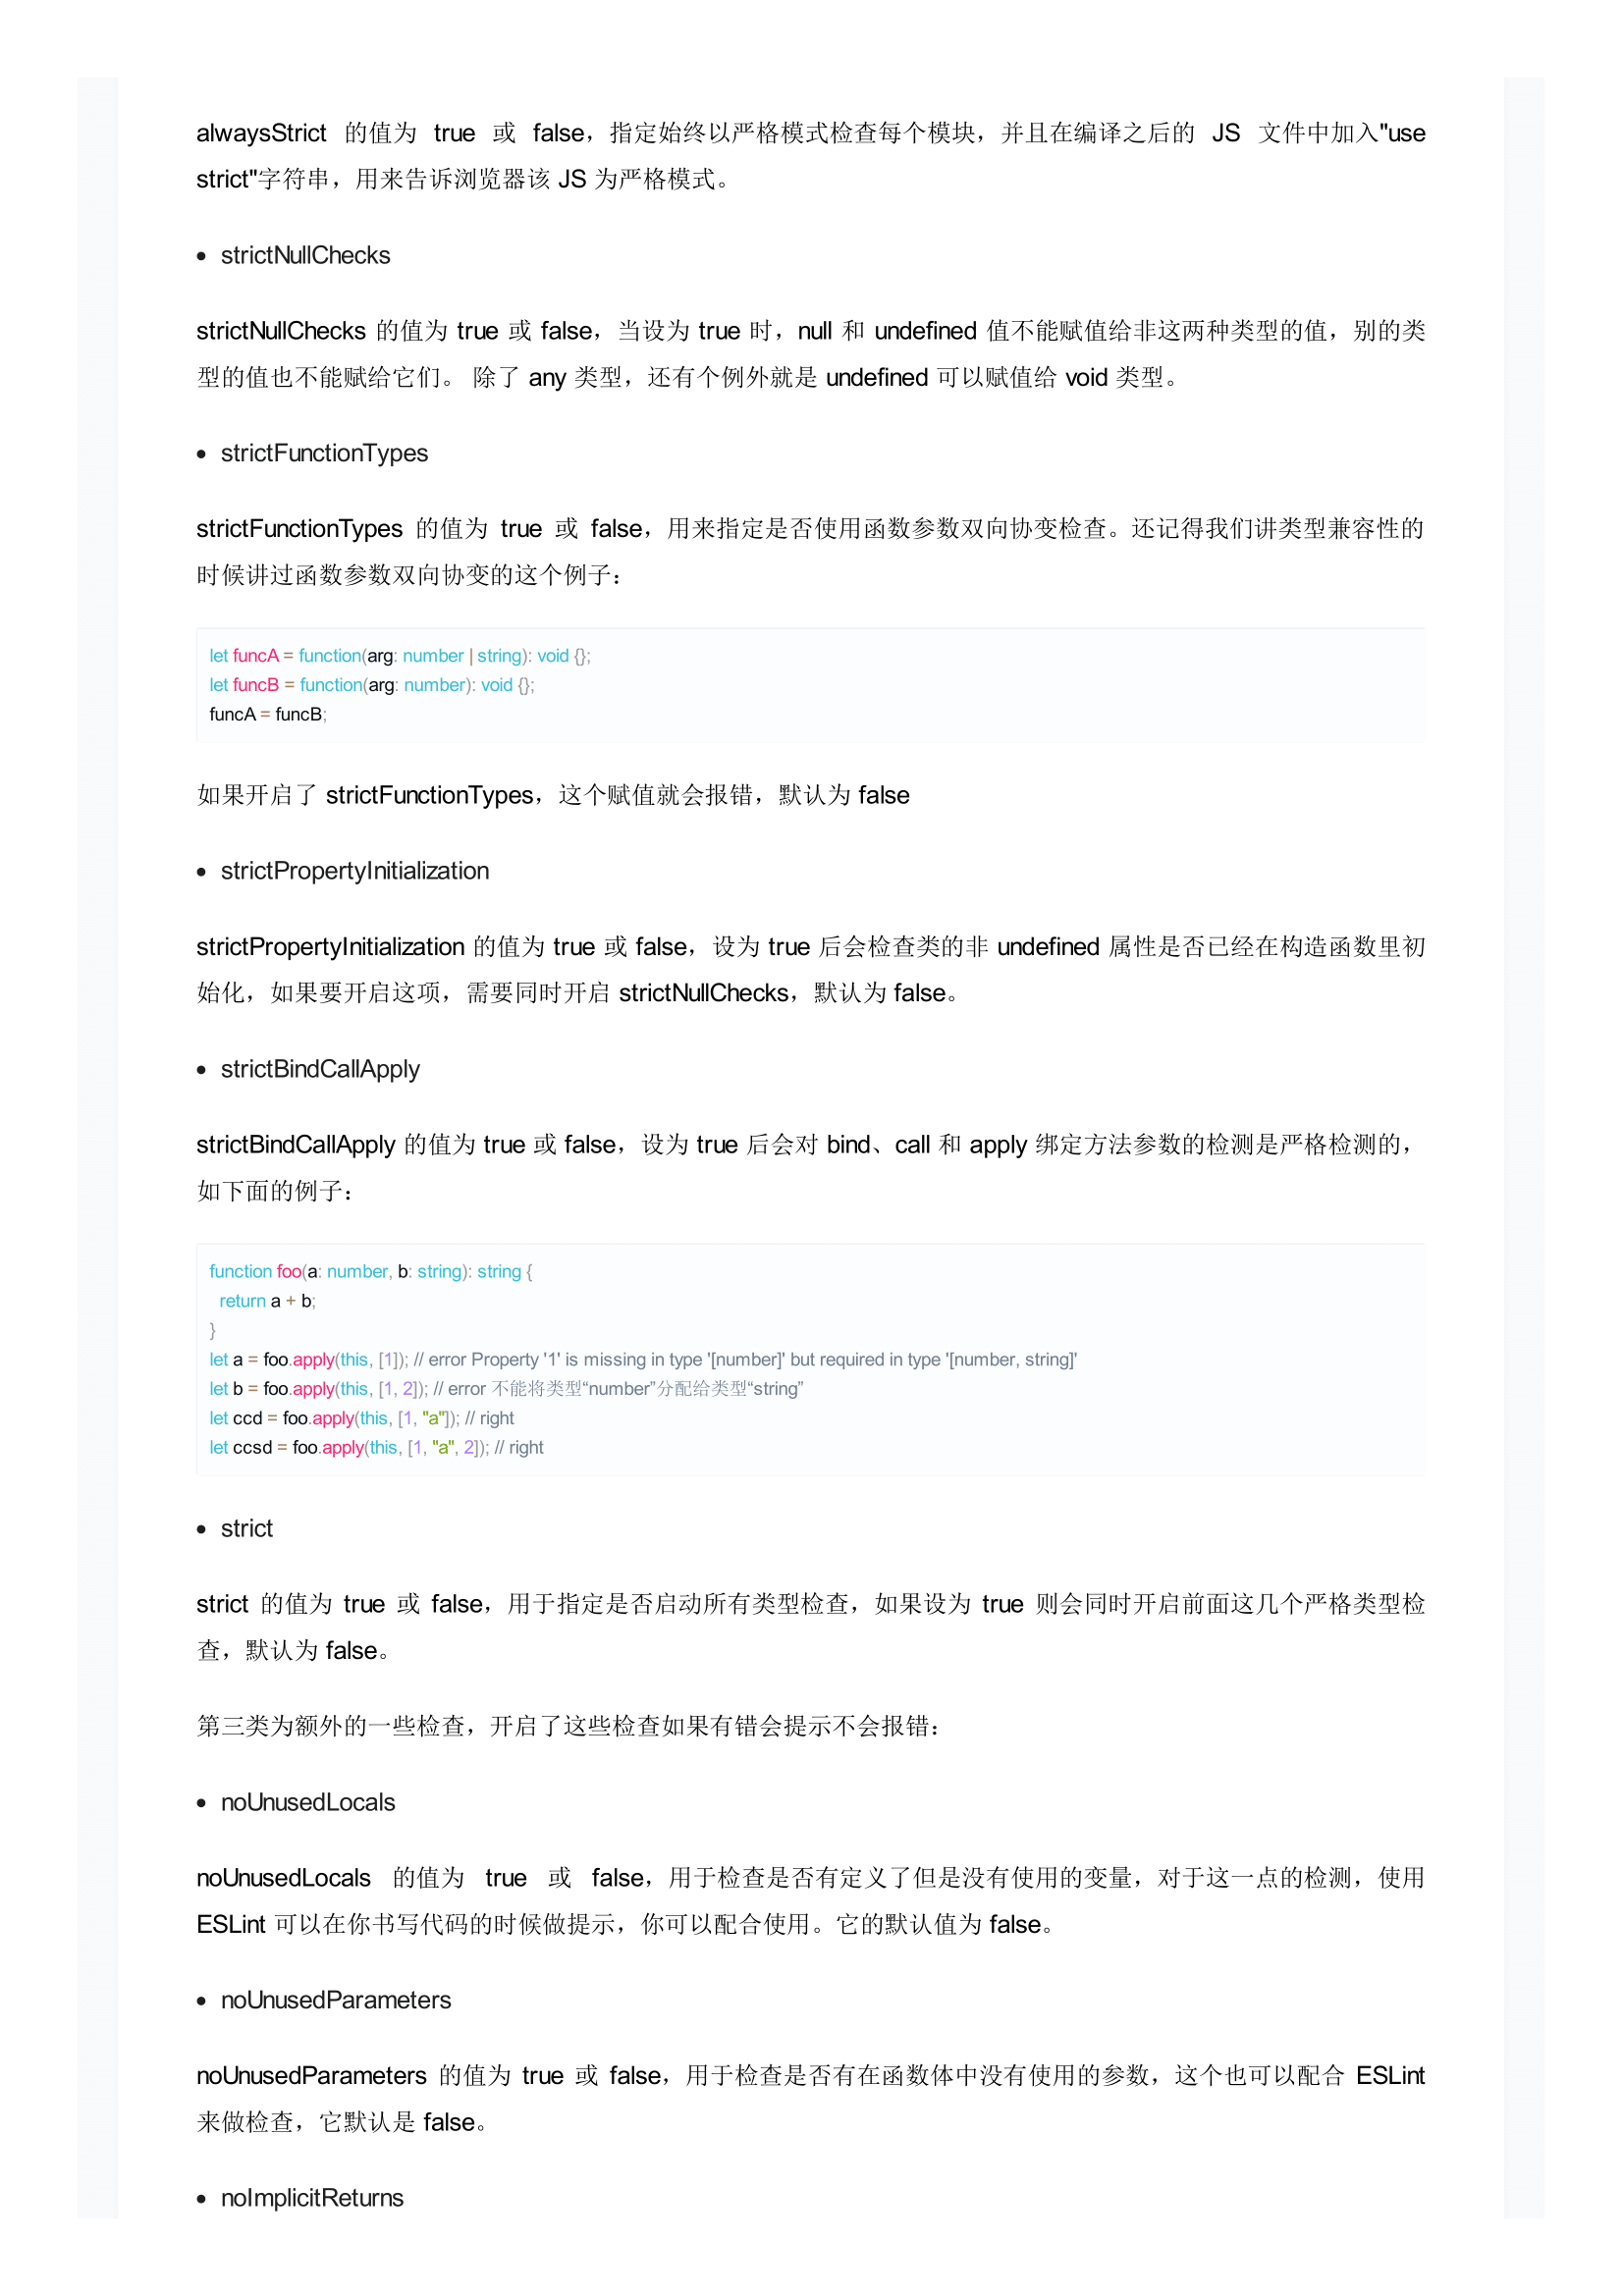 alwaysStrict 的值为 true 或 false，指定始终以严格模式检查每个模块，并且在编译之后的 JS 文件中加入"use
strict"字符串，用来告诉浏览器该 JS 为严格模式。
• strictNullChecks
strictNullChecks 的值为 true 或 false，当设为 true 时，null 和 undefined 值不能赋值给非这两种类型的值，别的类
型的值也不能赋给它们。 除了 any 类型，还有个例外就是 undefined 可以赋值给 void 类型。
• strictFunctionTypes
strictFunctionTypes 的值为 true 或 false，用来指定是否使用函数参数双向协变检查。还记得我们讲类型兼容性的
时候讲过函数参数双向协变的这个例子：
let funcA = function(arg: number | string): void {};
let funcB = function(arg: number): void {};
funcA = funcB;
如果开启了 strictFunctionTypes，这个赋值就会报错，默认为 false
• strictPropertyInitialization
strictPropertyInitialization 的值为 true 或 false，设为 true 后会检查类的非 undefined 属性是否已经在构造函数里初
始化，如果要开启这项，需要同时开启 strictNullChecks，默认为 false。
• strictBindCallApply
strictBindCallApply 的值为 true 或 false，设为 true 后会对 bind、call 和 apply 绑定方法参数的检测是严格检测的，
如下面的例子：
function foo(a: number, b: string): string {
  return a + b;
}
let a = foo.apply(this, [1]); // error Property '1' is missing in type '[number]' but required in type '[number, string]'
let b = foo.apply(this, [1, 2]); // error 不能将类型“number”分配给类型“string”
let ccd = foo.apply(this, [1, "a"]); // right
let ccsd = foo.apply(this, [1, "a", 2]); // right
• strict
strict 的值为 true 或 false，用于指定是否启动所有类型检查，如果设为 true 则会同时开启前面这几个严格类型检
查，默认为 false。
第三类为额外的一些检查，开启了这些检查如果有错会提示不会报错：
• noUnusedLocals
noUnusedLocals 的值为 true 或 false，用于检查是否有定义了但是没有使用的变量，对于这一点的检测，使用
ESLint 可以在你书写代码的时候做提示，你可以配合使用。它的默认值为 false。
• noUnusedParameters
noUnusedParameters 的值为 true 或 false，用于检查是否有在函数体中没有使用的参数，这个也可以配合 ESLint
来做检查，它默认是 false。
• noImplicitReturns